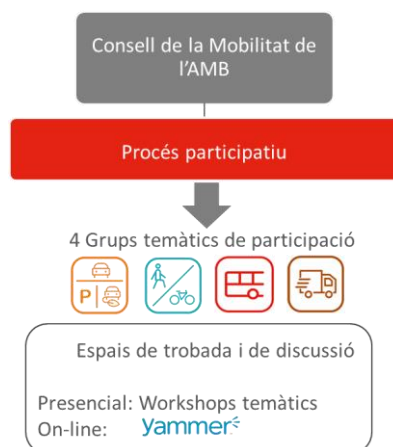 Consell de la Mobilitat de
l'AMB
Procés participatiu
4 Grups temàtics de participació
P
Espais de trobada i de discussió
Presencial: Workshops temàtics
On-line: yammer